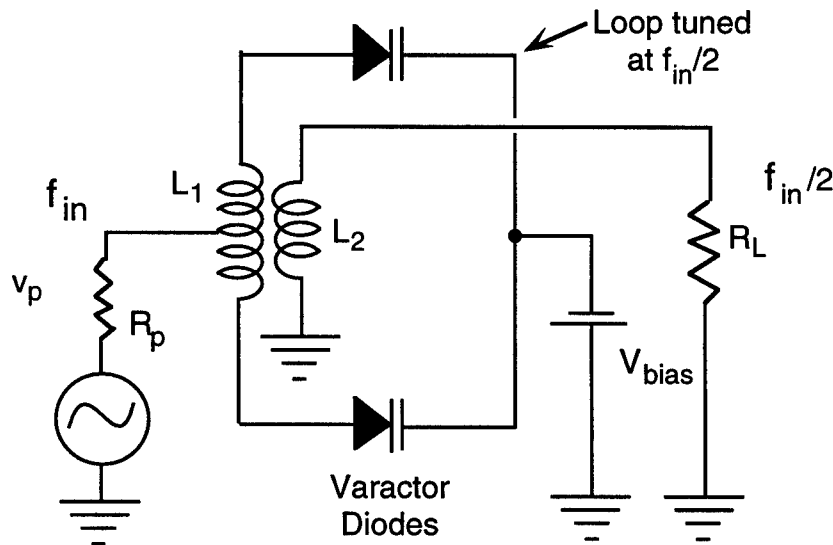 Loop tuned
at f_in/2
L_1
f_in
f_in/2
L_2
R_L
v_p
R_p
V_bias
Varactor
Diodes